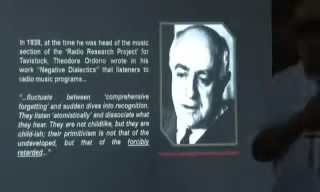 In 1939, at the time he was head of the music
section of the 'Radio Research Project' for
Tavistock, Theodore Ordono wrote in his
work "Negative Dialectics" that listeners to
radio music programs...
"...fluctuate between 'comprehensive
forgetting' and sudden dives into recognition.
They listen 'atomistically' and dissociate what
they hear. They are not childlike, but they are
child-ish; their primitivism is not that of the
undeveloped, but that of the forcibly
retarded..."